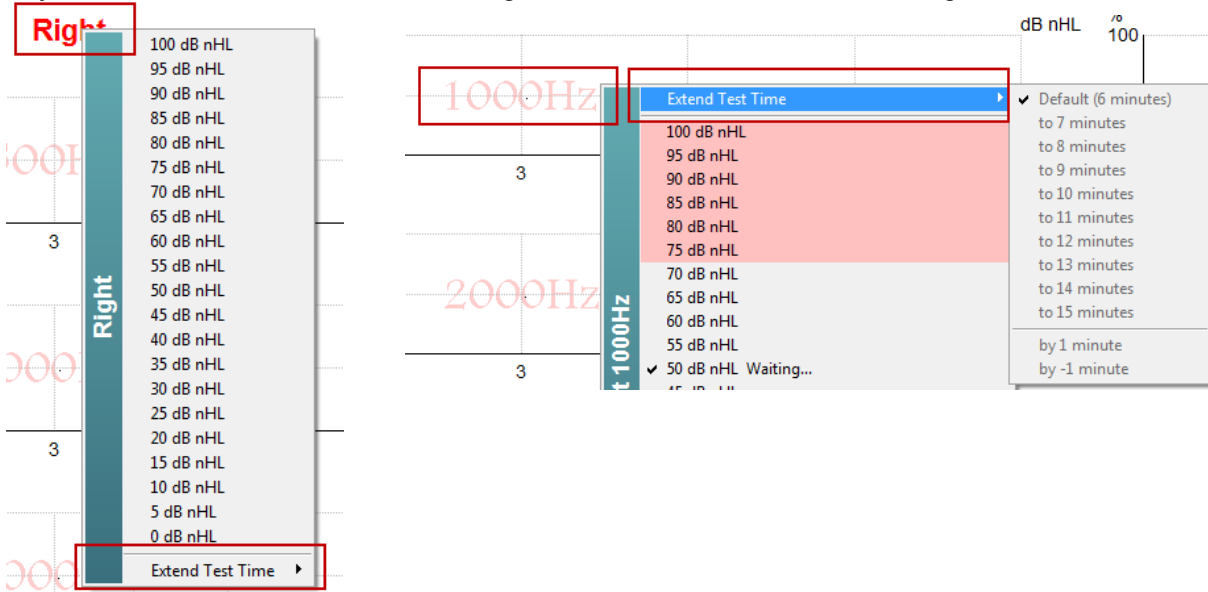 Right
100 dB nHL
95 dB nHL
90 dB nHL
85 dB nHL
80 dB nHL
75 dB nHL
70 dB nHL
65 dB nHL
60 dB nHL
55 dB nHL
50 dB nHL
45 dB nHL
40 dB nHL
35 dB nHL
30 dB nHL
25 dB nHL
20 dB nHL
15 dB nHL
10 dB nHL
5 dB nHL
0 dB nHL
Extend Test Time
Right
3
3
dB nHL
%
100
1000Hz
3
2000Hz
3
Extend Test Time
100 dB nHL
95 dB nHL
90 dB nHL
85 dB nHL
80 dB nHL
75 dB nHL
70 dB nHL
65 dB nHL
60 dB nHL
55 dB nHL
50 dB nHL Waiting...
1000Hz
Default (6 minutes)
to 7 minutes
to 8 minutes
to 9 minutes
to 10 minutes
to 11 minutes
to 12 minutes
to 13 minutes
to 14 minutes
to 15 minutes
by 1 minute
by -1 minute